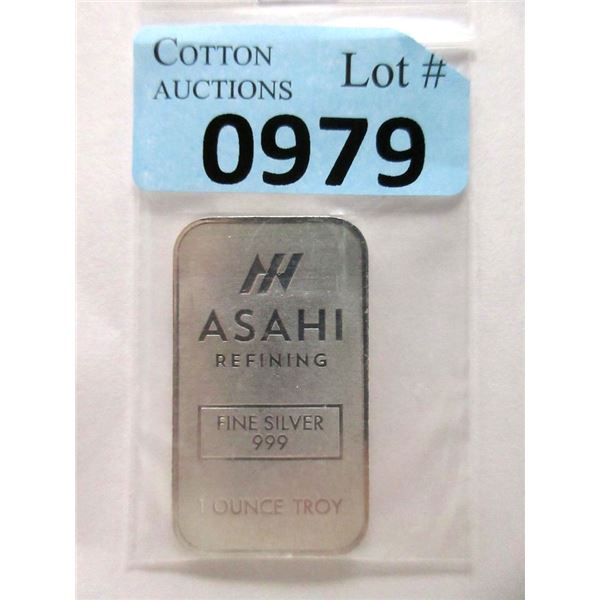 COTTON Lot #
AUCTIONS
0979
ASAHI
REFINING
FINE SILVER
999
1 OUNCE TROY